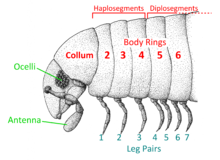 Haplosegments Diplosegments
Body Rings
Collum 2 3 4 5 6
Ocelli
Antenna
1 2 3 4 5 6 7
Leg Pairs